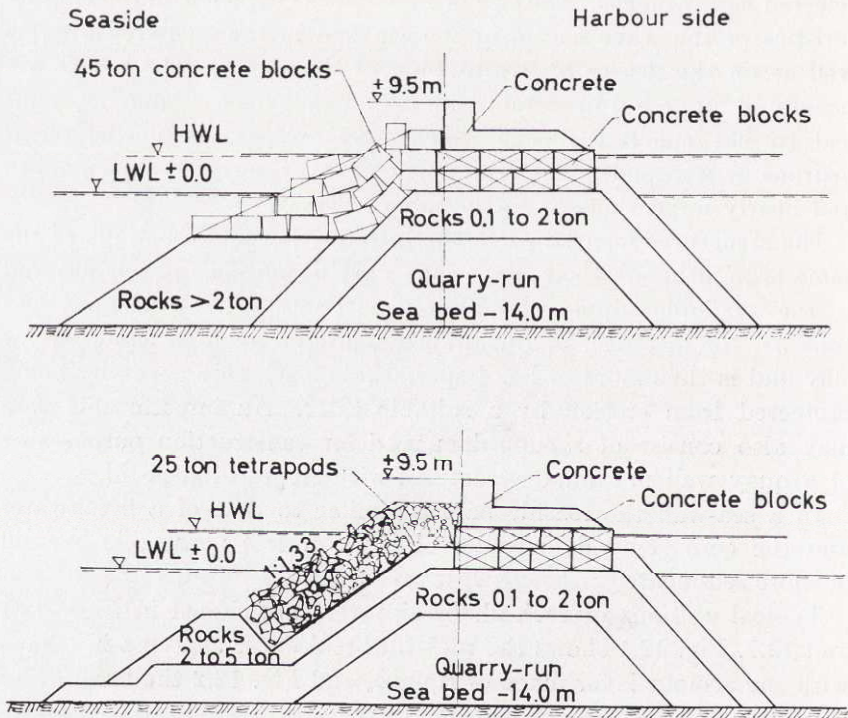 Seaside
Harbour side
45 ton concrete blocks
± 9.5 m
Concrete
Concrete blocks
HWL
LWL ± 0.0
Rocks 0.1 to 2 ton
Rocks > 2 ton
Quarry-run
Sea bed – 14.0 m
25 ton tetrapods
± 9.5 m
Concrete
Concrete blocks
HWL
LWL ± 0.0
1:1.33
Rocks 0.1 to 2 ton
Rocks
2 to 5 ton
Quarry-run
Sea bed –14.0 m